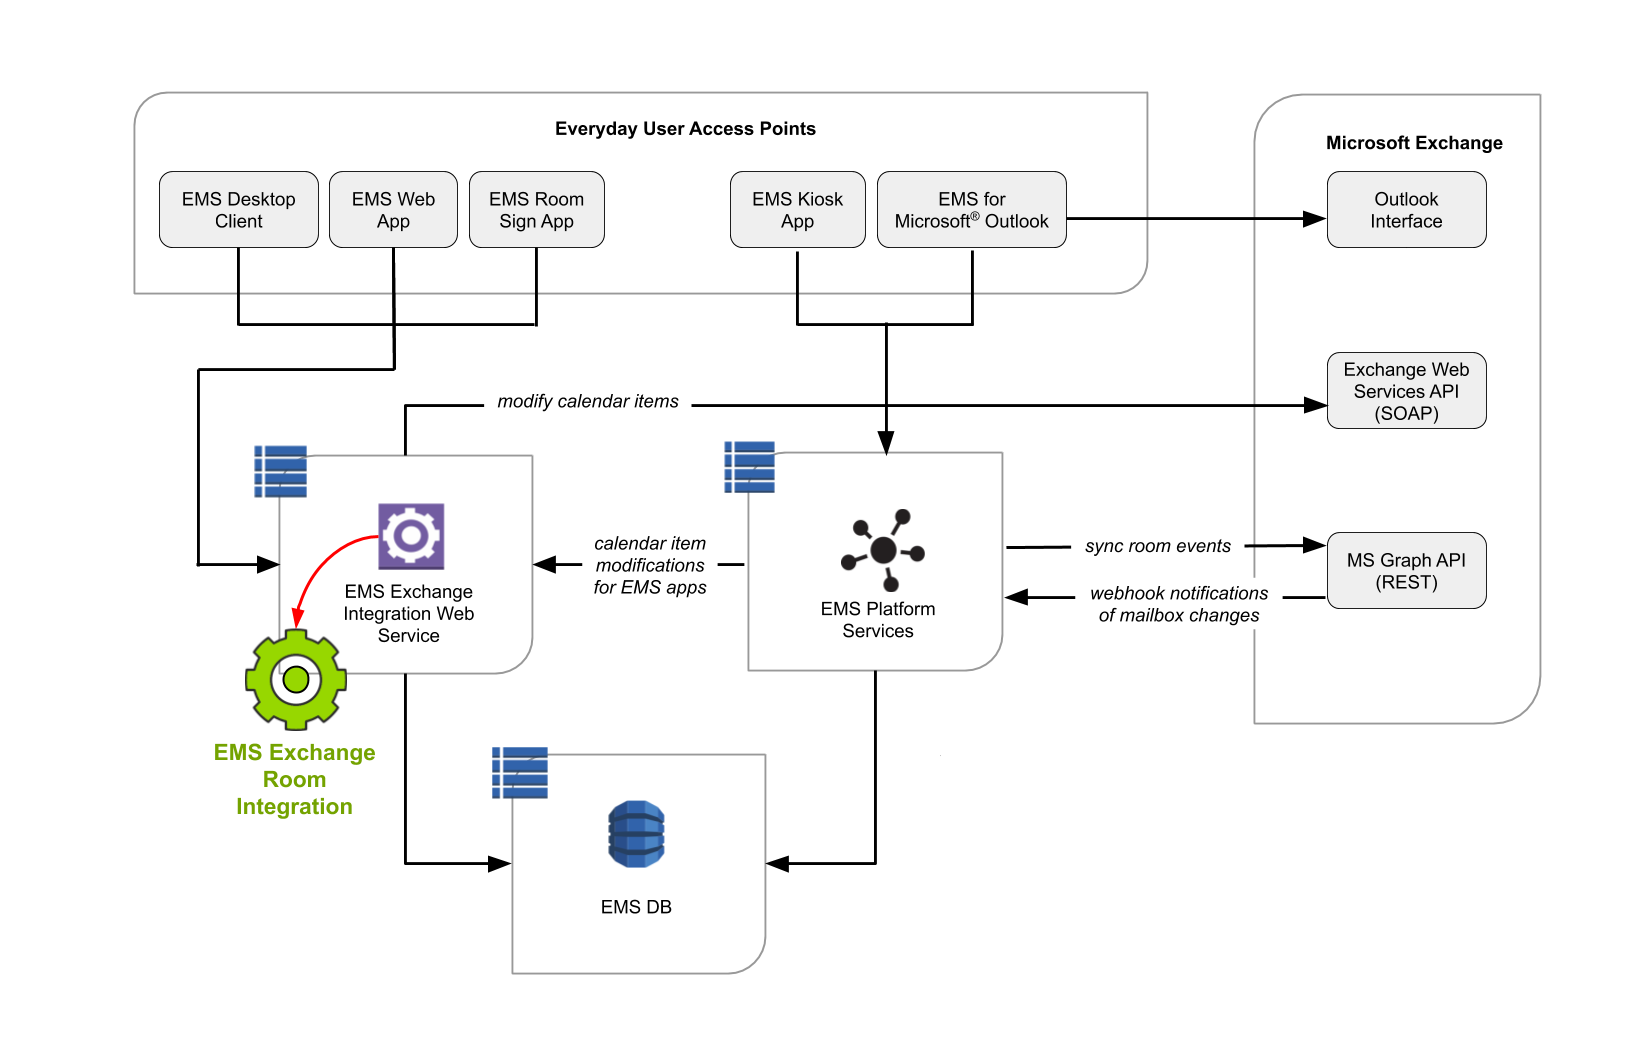 Everyday User Access Points
Microsoft Exchange
EMS Desktop
Client
EMS Web
App
EMS Room
Sign App
EMS Kiosk
App
EMS for
Microsoft® Outlook
Outlook
Interface
Exchange Web
Services API
(SOAP)
modify calendar items
calendar item
modifications
for EMS apps
sync room events
MS Graph API
(REST)
webhook notifications
of mailbox changes
EMS Exchange
Integration Web
Service
EMS Platform
Services
EMS Exchange
Room
Integration
EMS DB